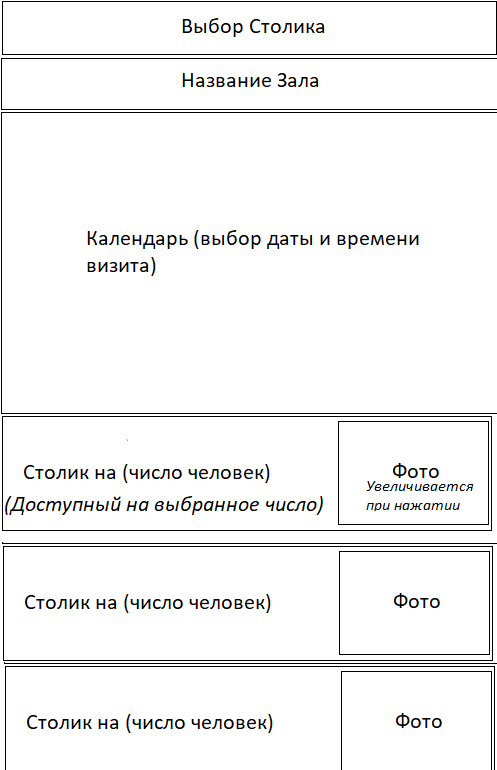 Выбор Столика
Название Зала
Календарь (выбор даты и времени
визита)
Столик на (число человек)
(Доступный на выбранное число)
Фото
Увеличивается
при нажатии
Столик на (число человек)
Фото
Столик на (число человек)
Фото